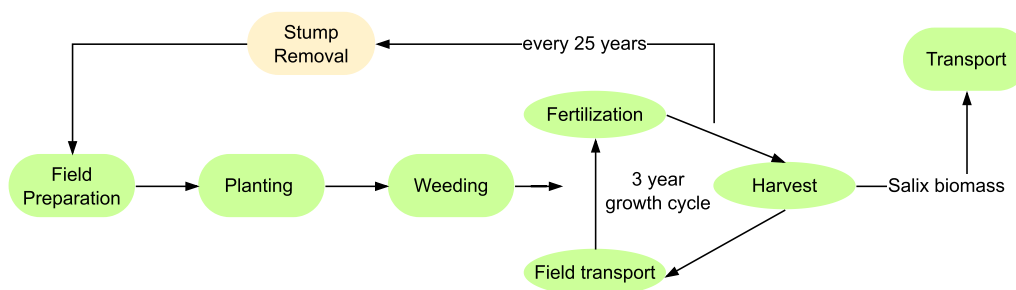 Stump
Removal
every 25 years
Transport
Fertilization
Field
Preparation
Planting
Weeding
3 year
growth cycle
Harvest
Salix biomass
Field transport